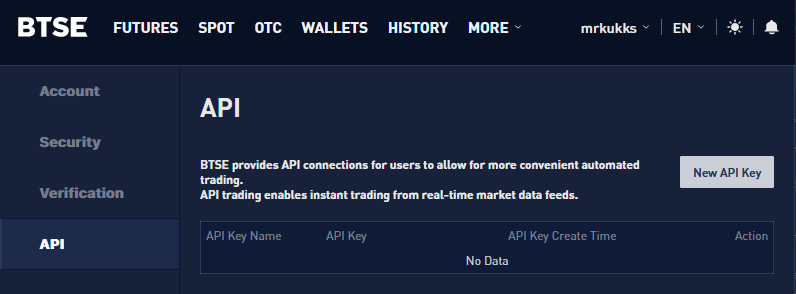 BTSE FUTURES SPOT OTC WALLETS HISTORY MORE mrkukks EN
Account
Security
Verification
API
API
BTSE provides API connections for users to allow for more convenient automated
trading.
API trading enables instant trading from real-time market data feeds.
New API Key
API Key Name API Key API Key Create Time Action
No Data